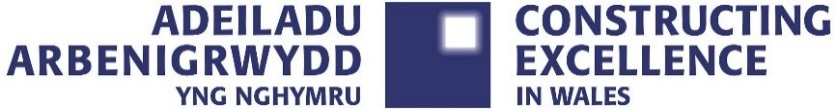 ADEILADU
ARBENIGRWYDD
YNG NGHYMRU
CONSTRUCTING
EXCELLENCE
IN WALES